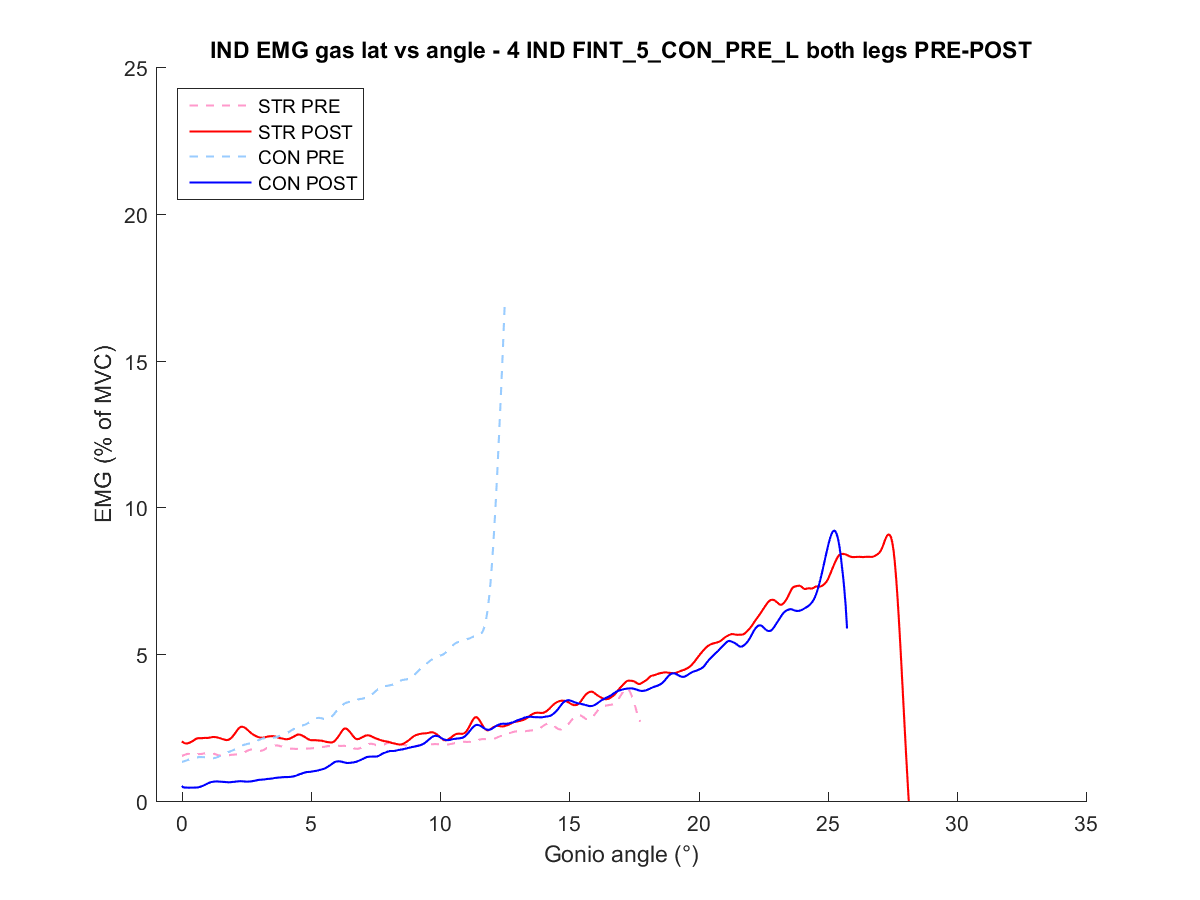 IND EMG gas lat vs angle - 4 IND FINT_5_CON_PRE_L both legs PRE-POST
25
20
15
10
5
0
EMG (% of MVC)
STR PRE
STR POST
CON PRE
CON POST
0 5 10 15 20 25 30 35
Gonio angle (°)